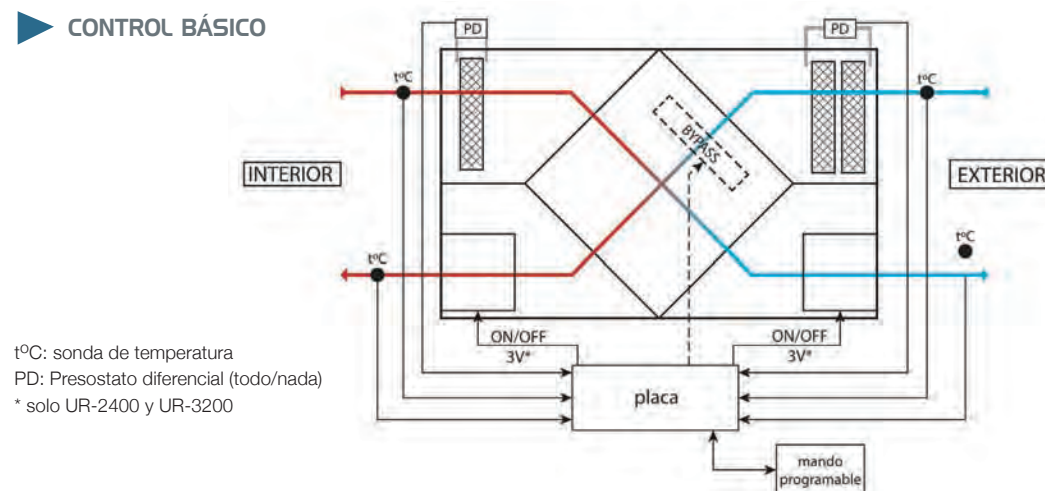 CONTROL BÁSICO
PD
PD
tºC
tºC
BYPASS
INTERIOR
EXTERIOR
tºC
tºC
ON/OFF
3V*
ON/OFF
3V*
placa
mando
programable
tºC: sonda de temperatura
PD: Presostato diferencial (todo/nada)
* solo UR-2400 y UR-3200